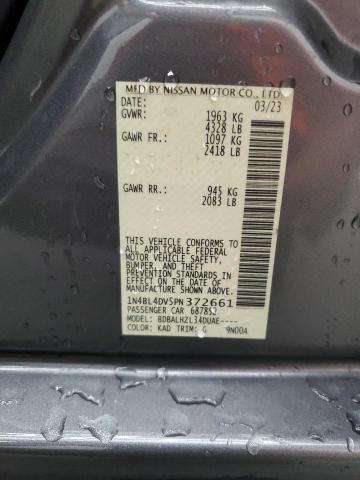 MFD BY NISSAN MOTOR CO., LTD.
DATE: 03/23
GVWR: 1963 KG
4328 LB
GAWR FR.: 1097 KG
2418 LB
GAWR RR.: 945 KG
2083 LB
THIS VEHICLE CONFORMS TO
ALL APPLICABLE FEDERAL
MOTOR VEHICLE SAFETY,
BUMPER, AND THEFT
PREVENTION STANDARDS IN
EFFECT ON THE DATE OF
MANUFACTURE SHOWN ABOVE
1N4BL4DV5PN372661
PASSENGER CAR 687852
MODEL: BDBALHZL34DUAE----
COLOR: KAD TRIM: G 9N00A